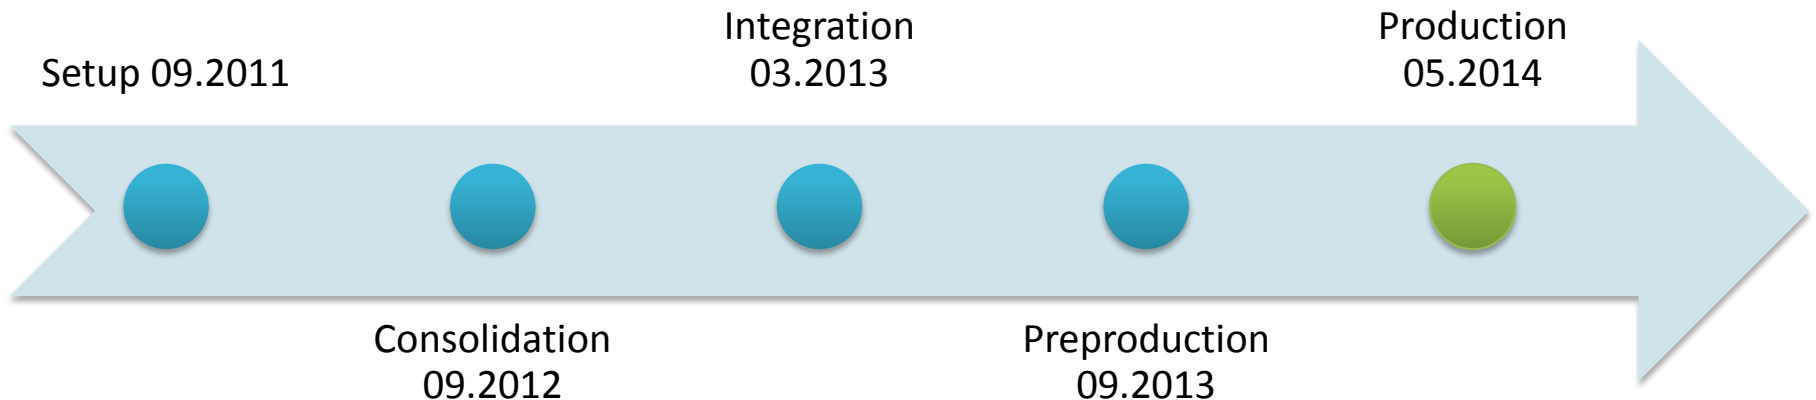 Setup 09.2011
Consolidation
09.2012
Integration
03.2013
Preproduction
09.2013
Production
05.2014